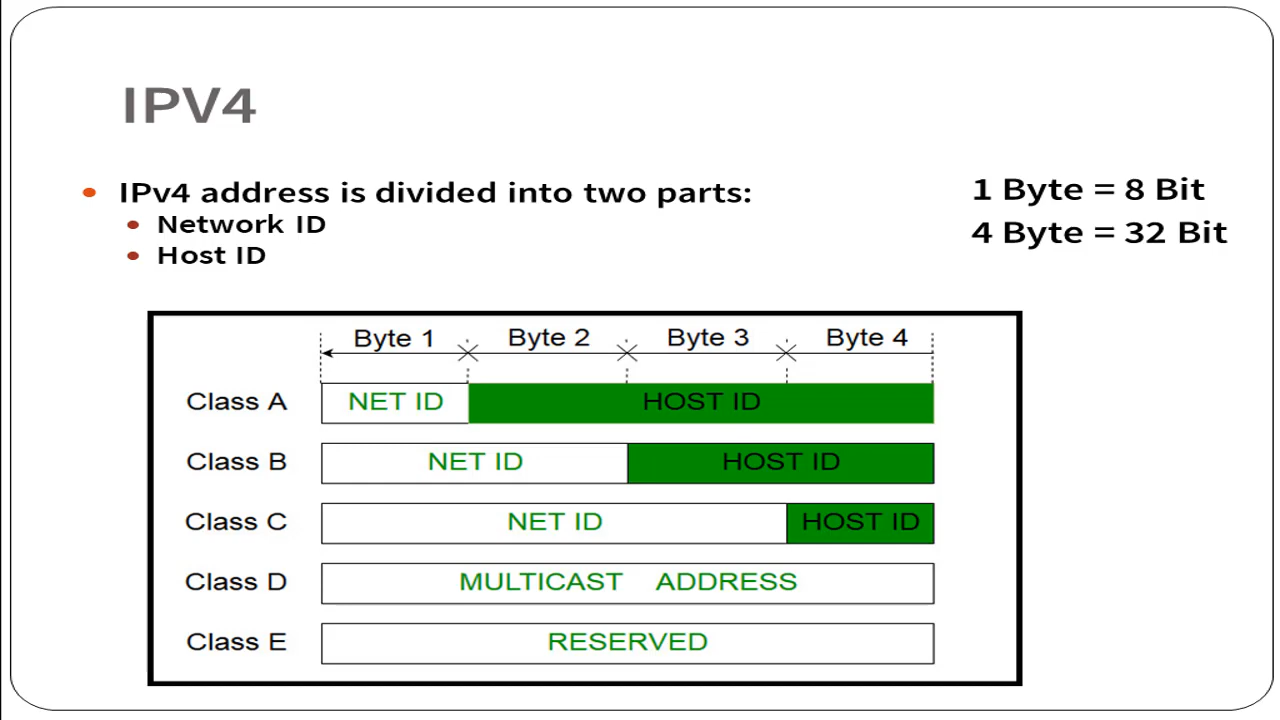 IPV4
IPv4 address is divided into two parts:
Network ID
Host ID
1 Byte = 8 Bit
4 Byte = 32 Bit
Byte 1 Byte 2 Byte 3 Byte 4
Class A NET ID HOST ID
Class B NET ID HOST ID
Class C NET ID HOST ID
Class D MULTICAST ADDRESS
Class E RESERVED